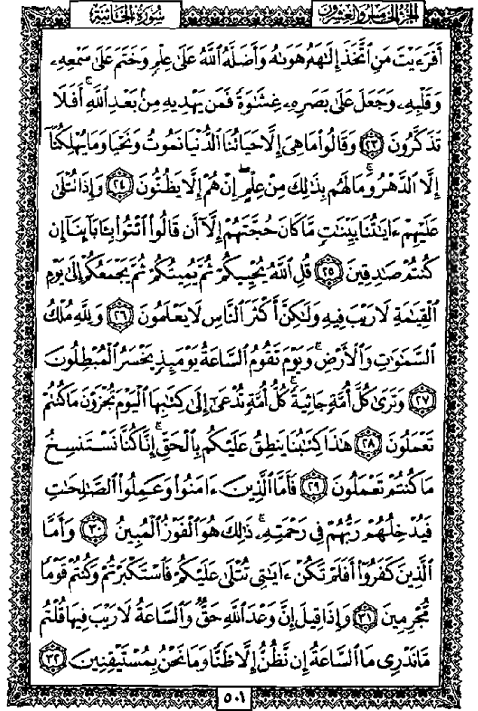 الجزء الخامس والعشرون
سورة الجاثية
أَفَرَءَيْتَ مَنِ ٱتَّخَذَ إِلَٰهَهُۥ هَوَىٰهُ وَأَضَلَّهُ ٱللَّهُ عَلَىٰ عِلْمٍ وَخَتَمَ عَلَىٰ سَمْعِهِۦ
وَقَلْبِهِۦ وَجَعَلَ عَلَىٰ بَصَرِهِۦ غِشَٰوَةً فَمَن يَهْدِيهِ مِنۢ بَعْدِ ٱللَّهِ ۚ أَفَلَا
تَذَكَّرُونَ ٢٣ وَقَالُوا۟ مَا هِىَ إِلَّا حَيَاتُنَا ٱلدُّنْيَا نَمُوتُ وَنَحْيَا وَمَا يُهْلِكُنَآ
إِلَّا ٱلدَّهْرُ ۚ وَمَا لَهُم بِذَٰلِكَ مِنْ عِلْمٍ ۖ إِنْ هُمْ إِلَّا يَظُنُّونَ ٢٤ وَإِذَا تُتْلَىٰ
عَلَيْهِمْ ءَايَٰتُنَا بَيِّنَٰتٍ مَّا كَانَ حُجَّتَهُمْ إِلَّآ أَن قَالُوا۟ ٱئْتُوا۟ بِـَٔابَآئِنَآ إِن
كُنتُمْ صَٰدِقِينَ ٢٥ قُلِ ٱللَّهُ يُحْيِيكُمْ ثُمَّ يُمِيتُكُمْ ثُمَّ يَجْمَعُكُمْ إِلَىٰ يَوْمِ
ٱلْقِيَٰمَةِ لَا رَيْبَ فِيهِ وَلَٰكِنَّ أَكْثَرَ ٱلنَّاسِ لَا يَعْلَمُونَ ٢٦ وَلِلَّهِ مُلْكُ
ٱلسَّمَٰوَٰتِ وَٱلْأَرْضِ ۚ وَيَوْمَ تَقُومُ ٱلسَّاعَةُ يَوْمَئِذٍ يَخْسَرُ ٱلْمُبْطِلُونَ
٢٧ وَتَرَىٰ كُلَّ أُمَّةٍ جَاثِيَةً ۚ كُلُّ أُمَّةٍ تُدْعَىٰٓ إِلَىٰ كِتَٰبِهَا ٱلْيَوْمَ تُجْزَوْنَ مَا كُنتُمْ
تَعْمَلُونَ ٢٨ هَٰذَا كِتَٰبُنَا يَنطِقُ عَلَيْكُم بِٱلْحَقِّ ۚ إِنَّا كُنَّا نَسْتَنسِخُ
مَا كُنتُمْ تَعْمَلُونَ ٢٩ فَأَمَّا ٱلَّذِينَ ءَامَنُوا۟ وَعَمِلُوا۟ ٱلصَّٰلِحَٰتِ
فَيُدْخِلُهُمْ رَبُّهُمْ فِى رَحْمَتِهِۦ ۚ ذَٰلِكَ هُوَ ٱلْفَوْزُ ٱلْمُبِينُ ٣٠ وَأَمَّا
ٱلَّذِينَ كَفَرُوٓا۟ أَفَلَمْ تَكُنْ ءَايَٰتِى تُتْلَىٰ عَلَيْكُمْ فَٱسْتَكْبَرْتُمْ وَكُنتُمْ قَوْمًا
مُّجْرِمِينَ ٣١ وَإِذَا قِيلَ إِنَّ وَعْدَ ٱللَّهِ حَقٌّ وَٱلسَّاعَةُ لَا رَيْبَ فِيهَا قُلْتُم
مَّا نَدْرِى مَا ٱلسَّاعَةُ إِن نَّظُنُّ إِلَّا ظَنًّا وَمَا نَحْنُ بِمُسْتَيْقِنِينَ ٣٢
٥٠١